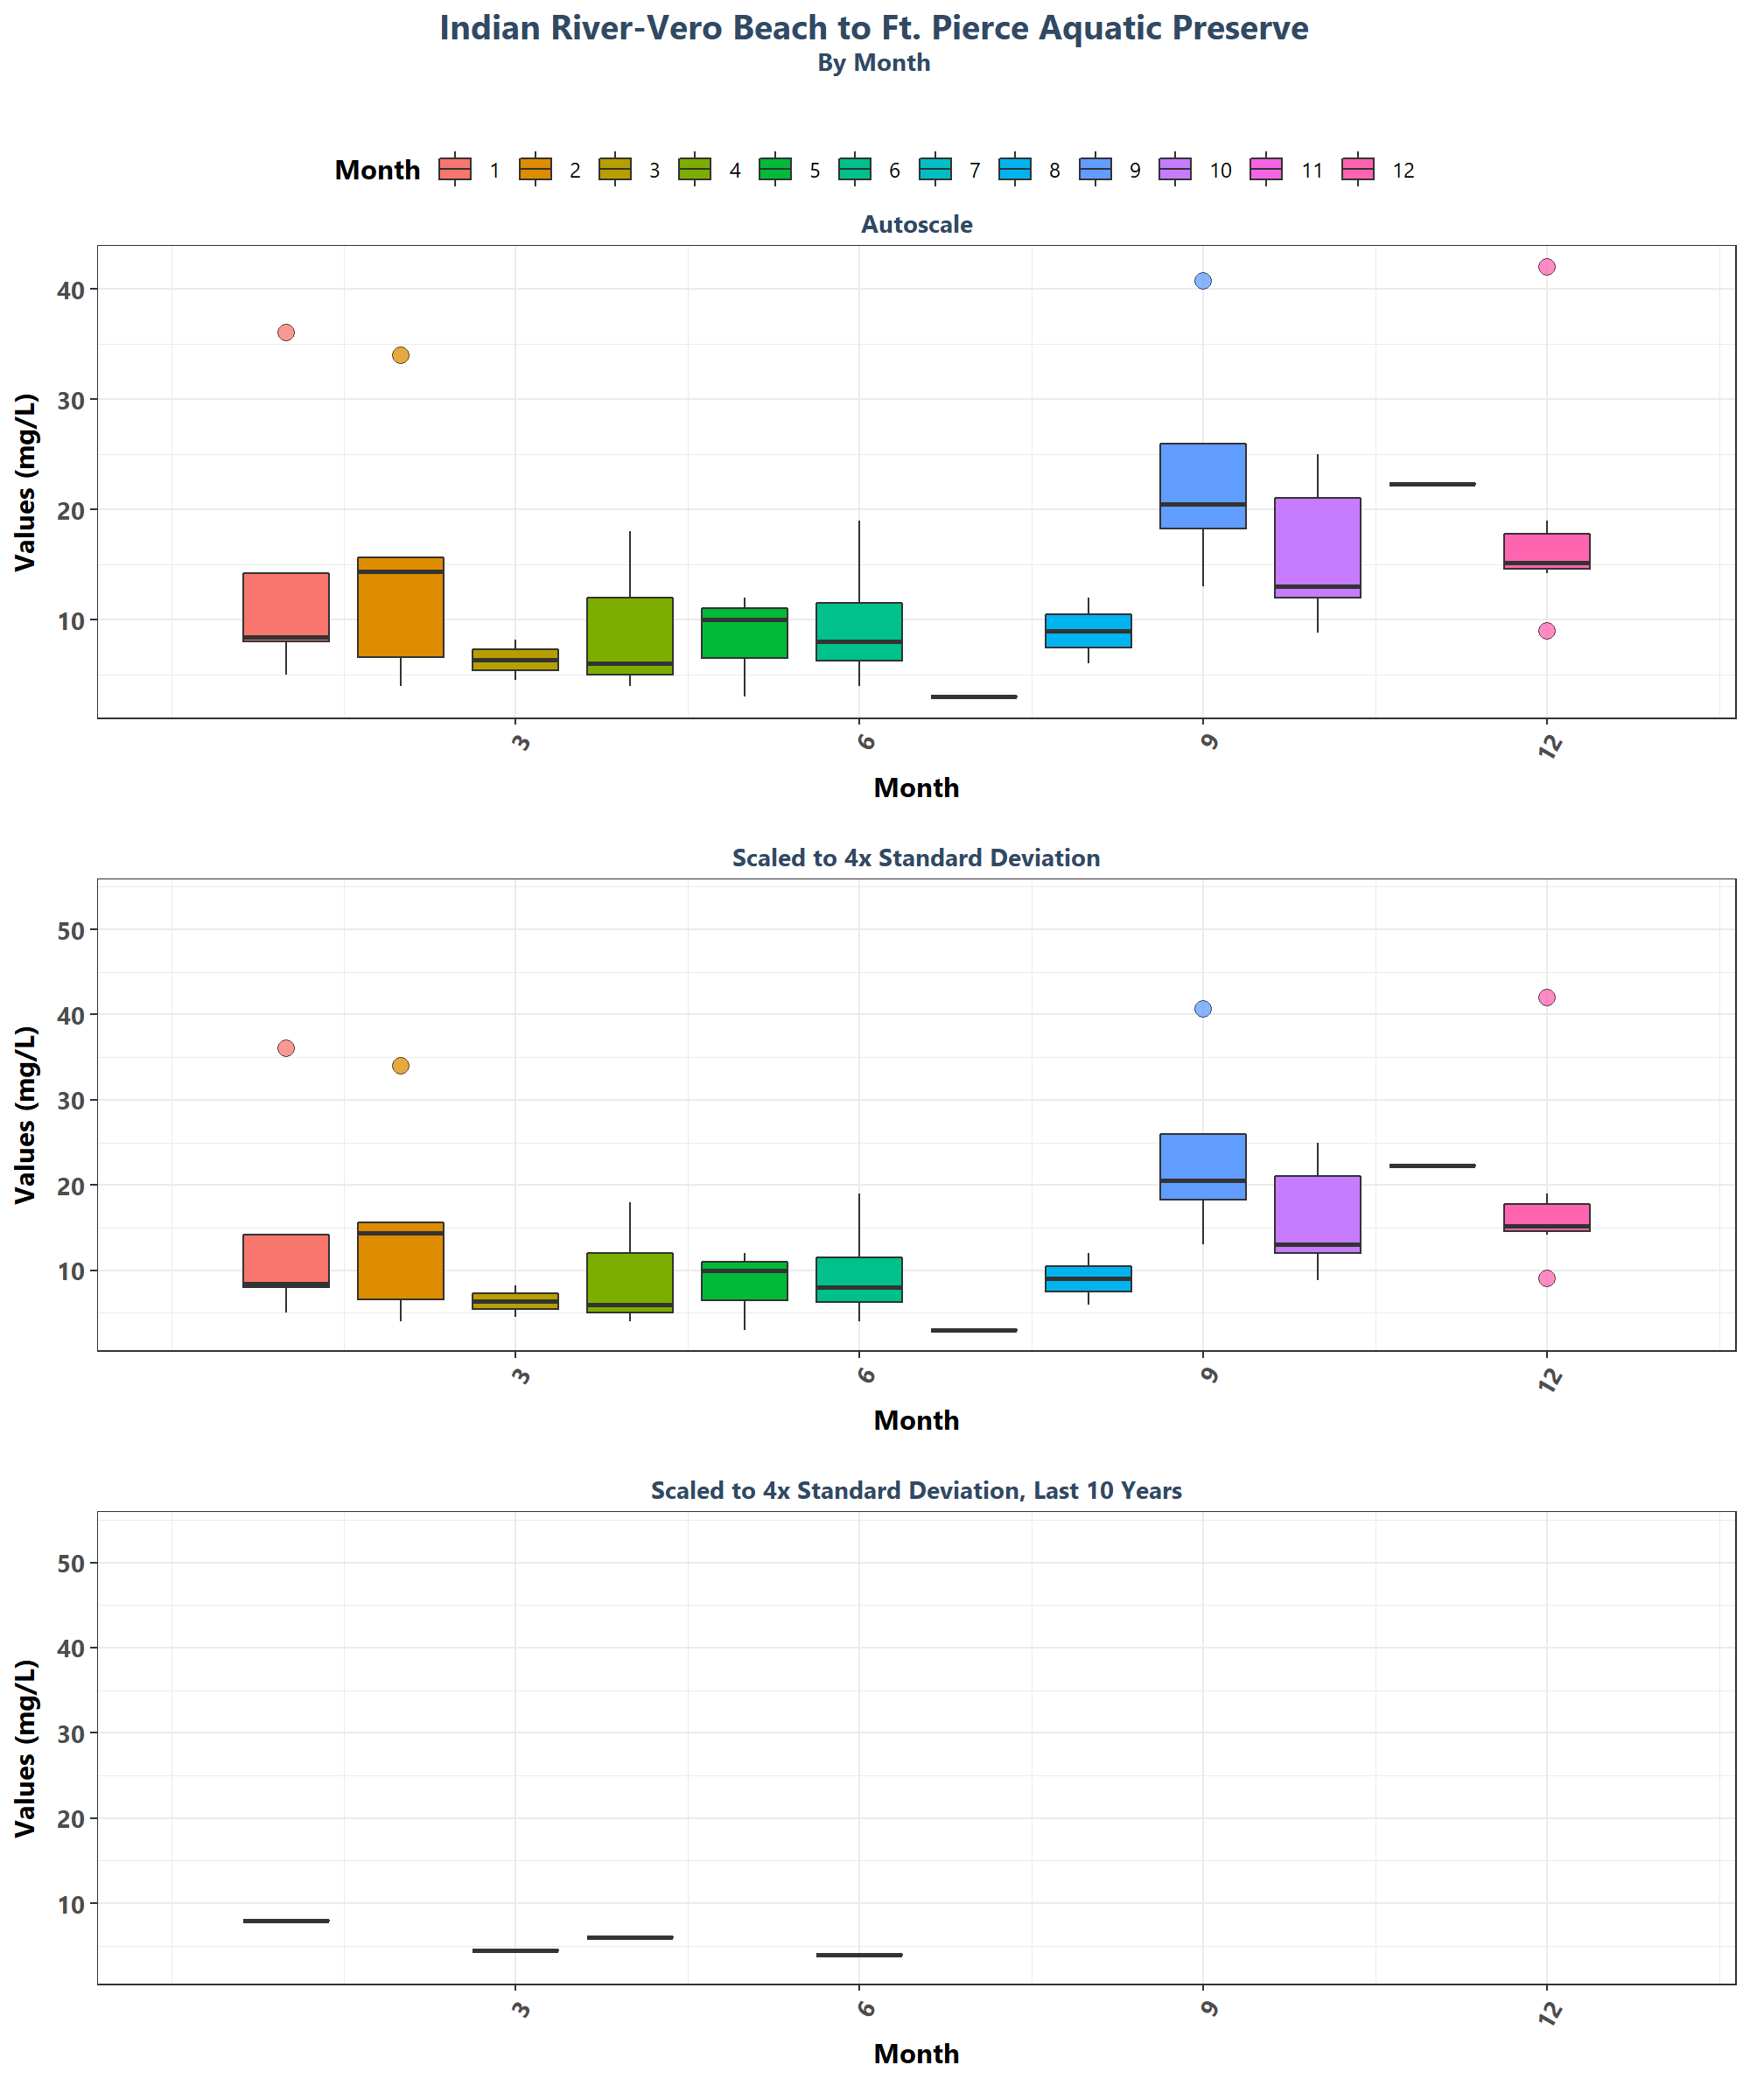 Indian River-Vero Beach to Ft. Pierce Aquatic Preserve
By Month
Month 1 2 3 4 5 6 7 8 9 10 11 12
Autoscale
Values (mg/L)
40
30
20
10
3 6 9 12
Month
Scaled to 4x Standard Deviation
Values (mg/L)
50
40
30
20
10
3 6 9 12
Month
Scaled to 4x Standard Deviation, Last 10 Years
Values (mg/L)
50
40
30
20
10
3 6 9 12
Month